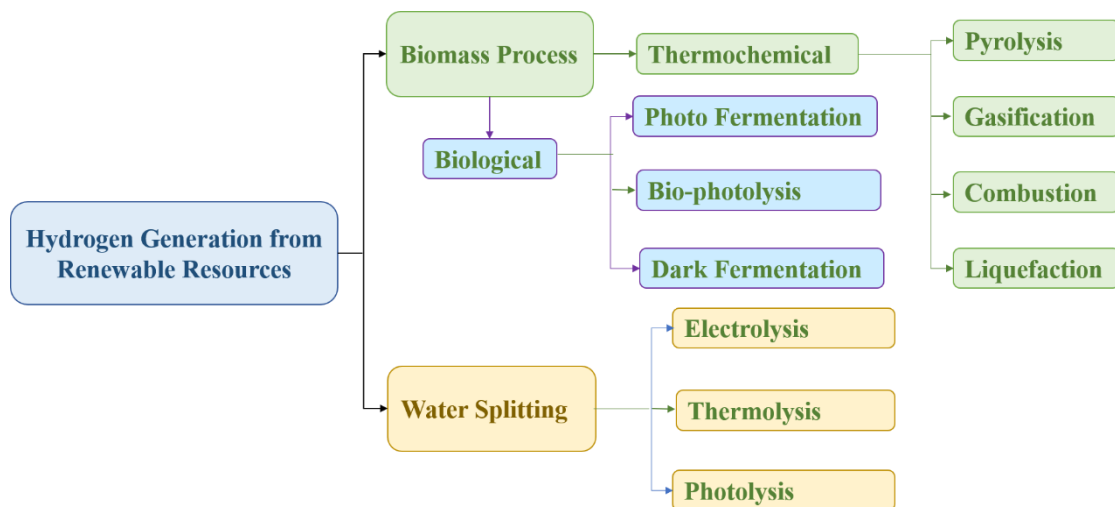 Biomass Process
Thermochemical
Pyrolysis
Gasification
Combustion
Liquefaction
Biological
Photo Fermentation
Bio-photolysis
Dark Fermentation
Hydrogen Generation from
Renewable Resources
Water Splitting
Electrolysis
Thermolysis
Photolysis